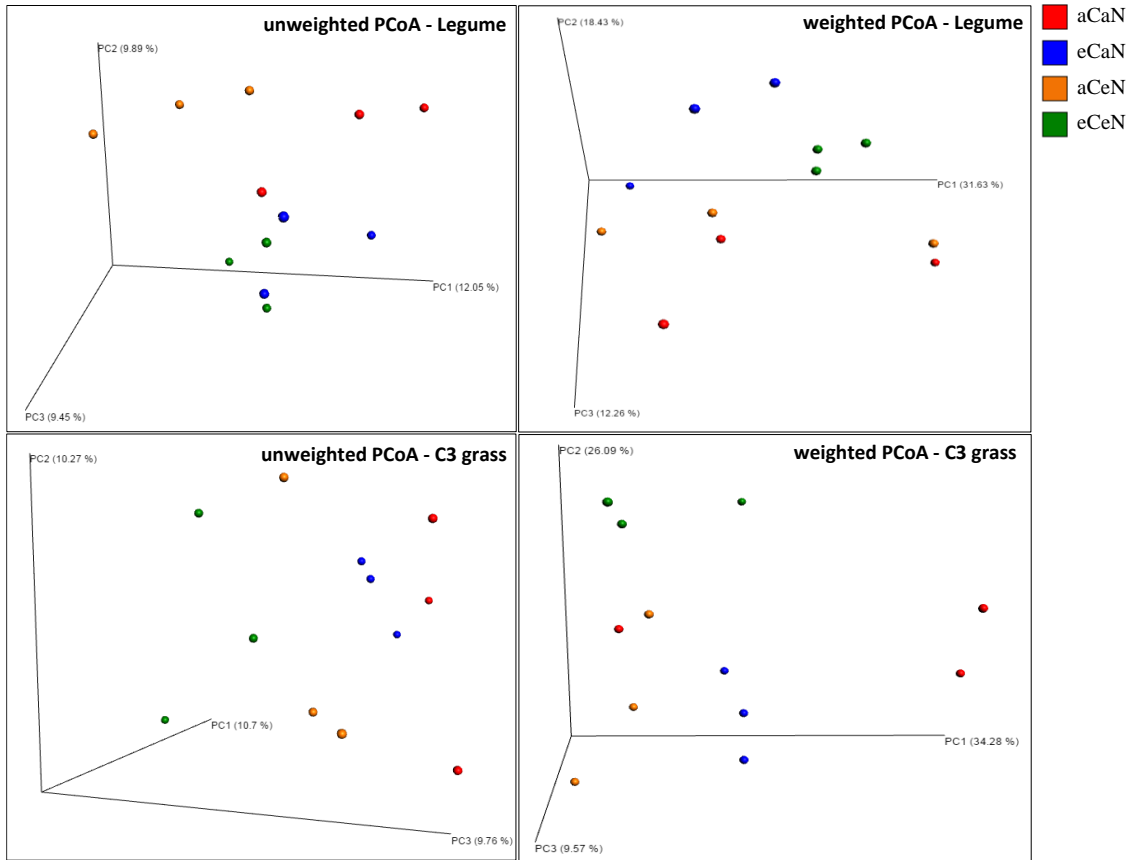 unweighted PCoA - Legume
PC2 (9.89 %)
PC1 (12.05 %)
PC3 (9.45 %)
weighted PCoA - Legume
PC2 (18.43 %)
PC1 (31.63 %)
PC3 (12.26 %)
aCaN
eCaN
aCeN
eCeN
unweighted PCoA - C3 grass
PC2 (10.27 %)
PC1 (10.7 %)
PC3 (9.76 %)
weighted PCoA - C3 grass
PC2 (26.09 %)
PC1 (34.28 %)
PC3 (9.57 %)